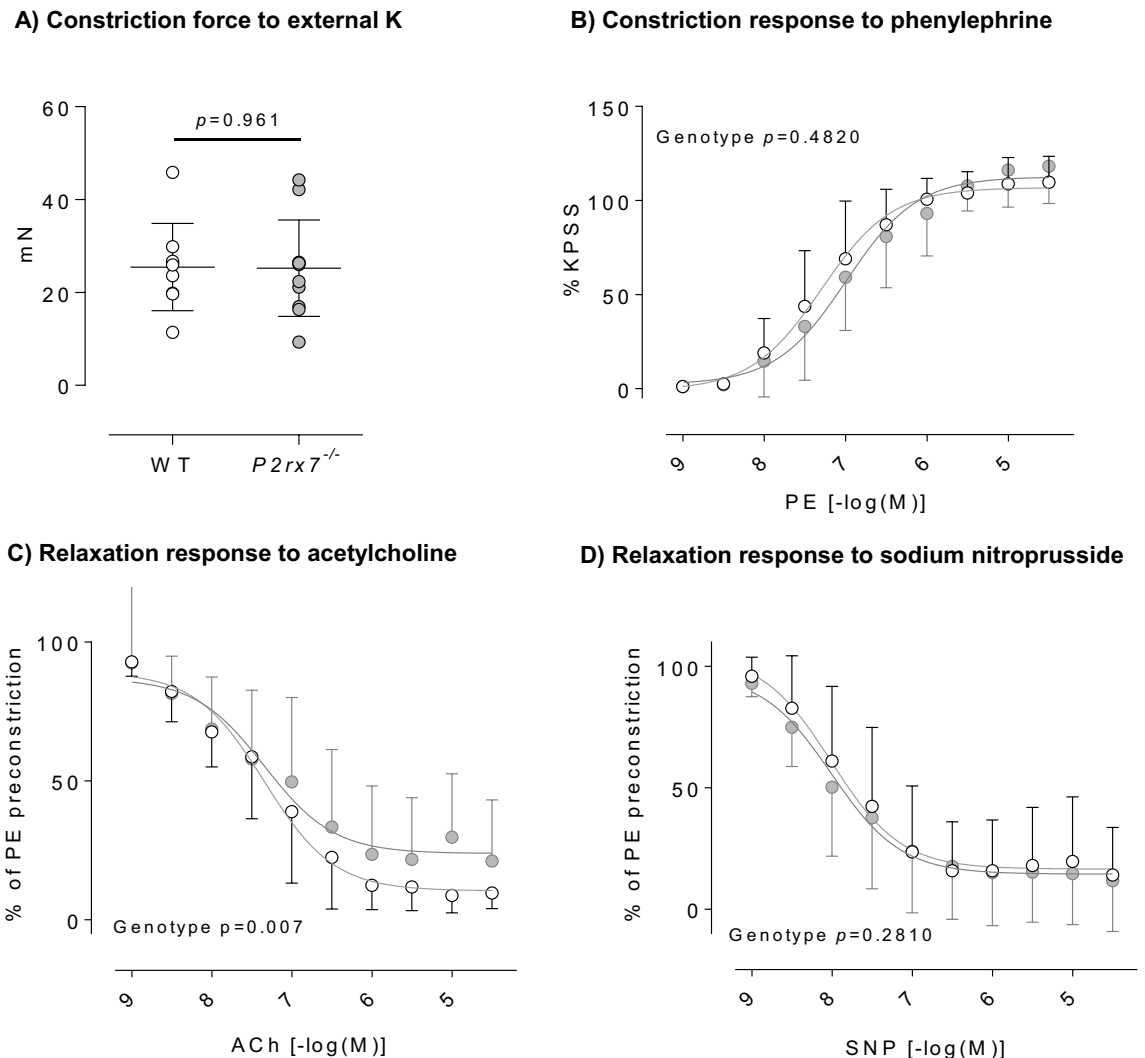 A) Constriction force to external K
60
40
20
0
mN
p=0.961
WT
P2rx7-/-
B) Constriction response to phenylephrine
150
100
50
0
% KPSS
Genotype p=0.4820
9 8 7 6 5
PE [-log(M)]
C) Relaxation response to acetylcholine
100
50
0
% of PE preconstriction
Genotype p=0.007
9 8 7 6 5
ACh [-log(M)]
D) Relaxation response to sodium nitroprusside
100
50
0
% of PE preconstriction
Genotype p=0.2810
9 8 7 6 5
SNP [-log(M)]